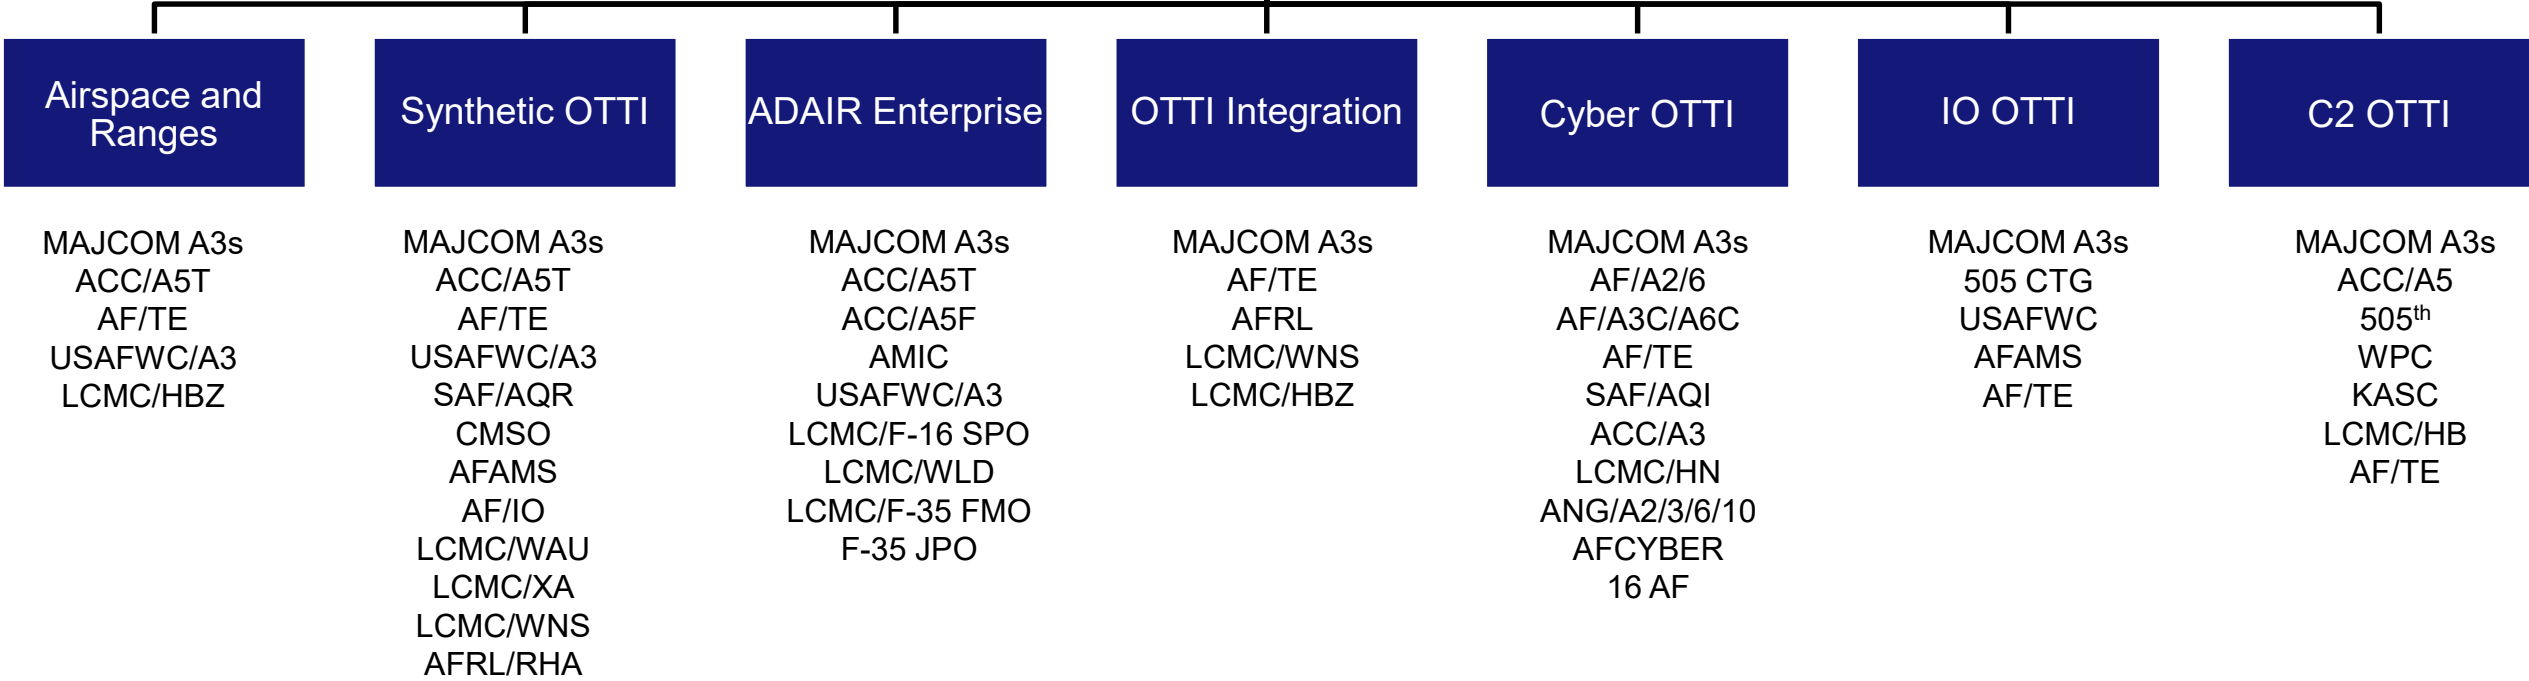 Airspace and
Ranges
MAJCOM A3s
ACC/A5T
AF/TE
USAFWC/A3
LCMC/HBZ
Synthetic OTTI
MAJCOM A3s
ACC/A5T
AF/TE
USAFWC/A3
SAF/AQR
CMSO
AFAMS
AF/IO
LCMC/WAU
LCMC/XA
LCMC/WNS
AFRL/RHA
ADAIR Enterprise
MAJCOM A3s
ACC/A5T
ACC/A5F
AMIC
USAFWC/A3
LCMC/F-16 SPO
LCMC/WLD
LCMC/F-35 FMO
F-35 JPO
OTTI Integration
MAJCOM A3s
AF/TE
AFRL
LCMC/WNS
LCMC/HBZ
Cyber OTTI
MAJCOM A3s
AF/A2/6
AF/A3C/A6C
AF/TE
SAF/AQI
ACC/A3
LCMC/HN
ANG/A2/3/6/10
AFCYBER
16 AF
IO OTTI
MAJCOM A3s
505 CTG
USAFWC
AFAMS
AF/TE
C2 OTTI
MAJCOM A3s
ACC/A5
505th
WPC
KASC
LCMC/HB
AF/TE